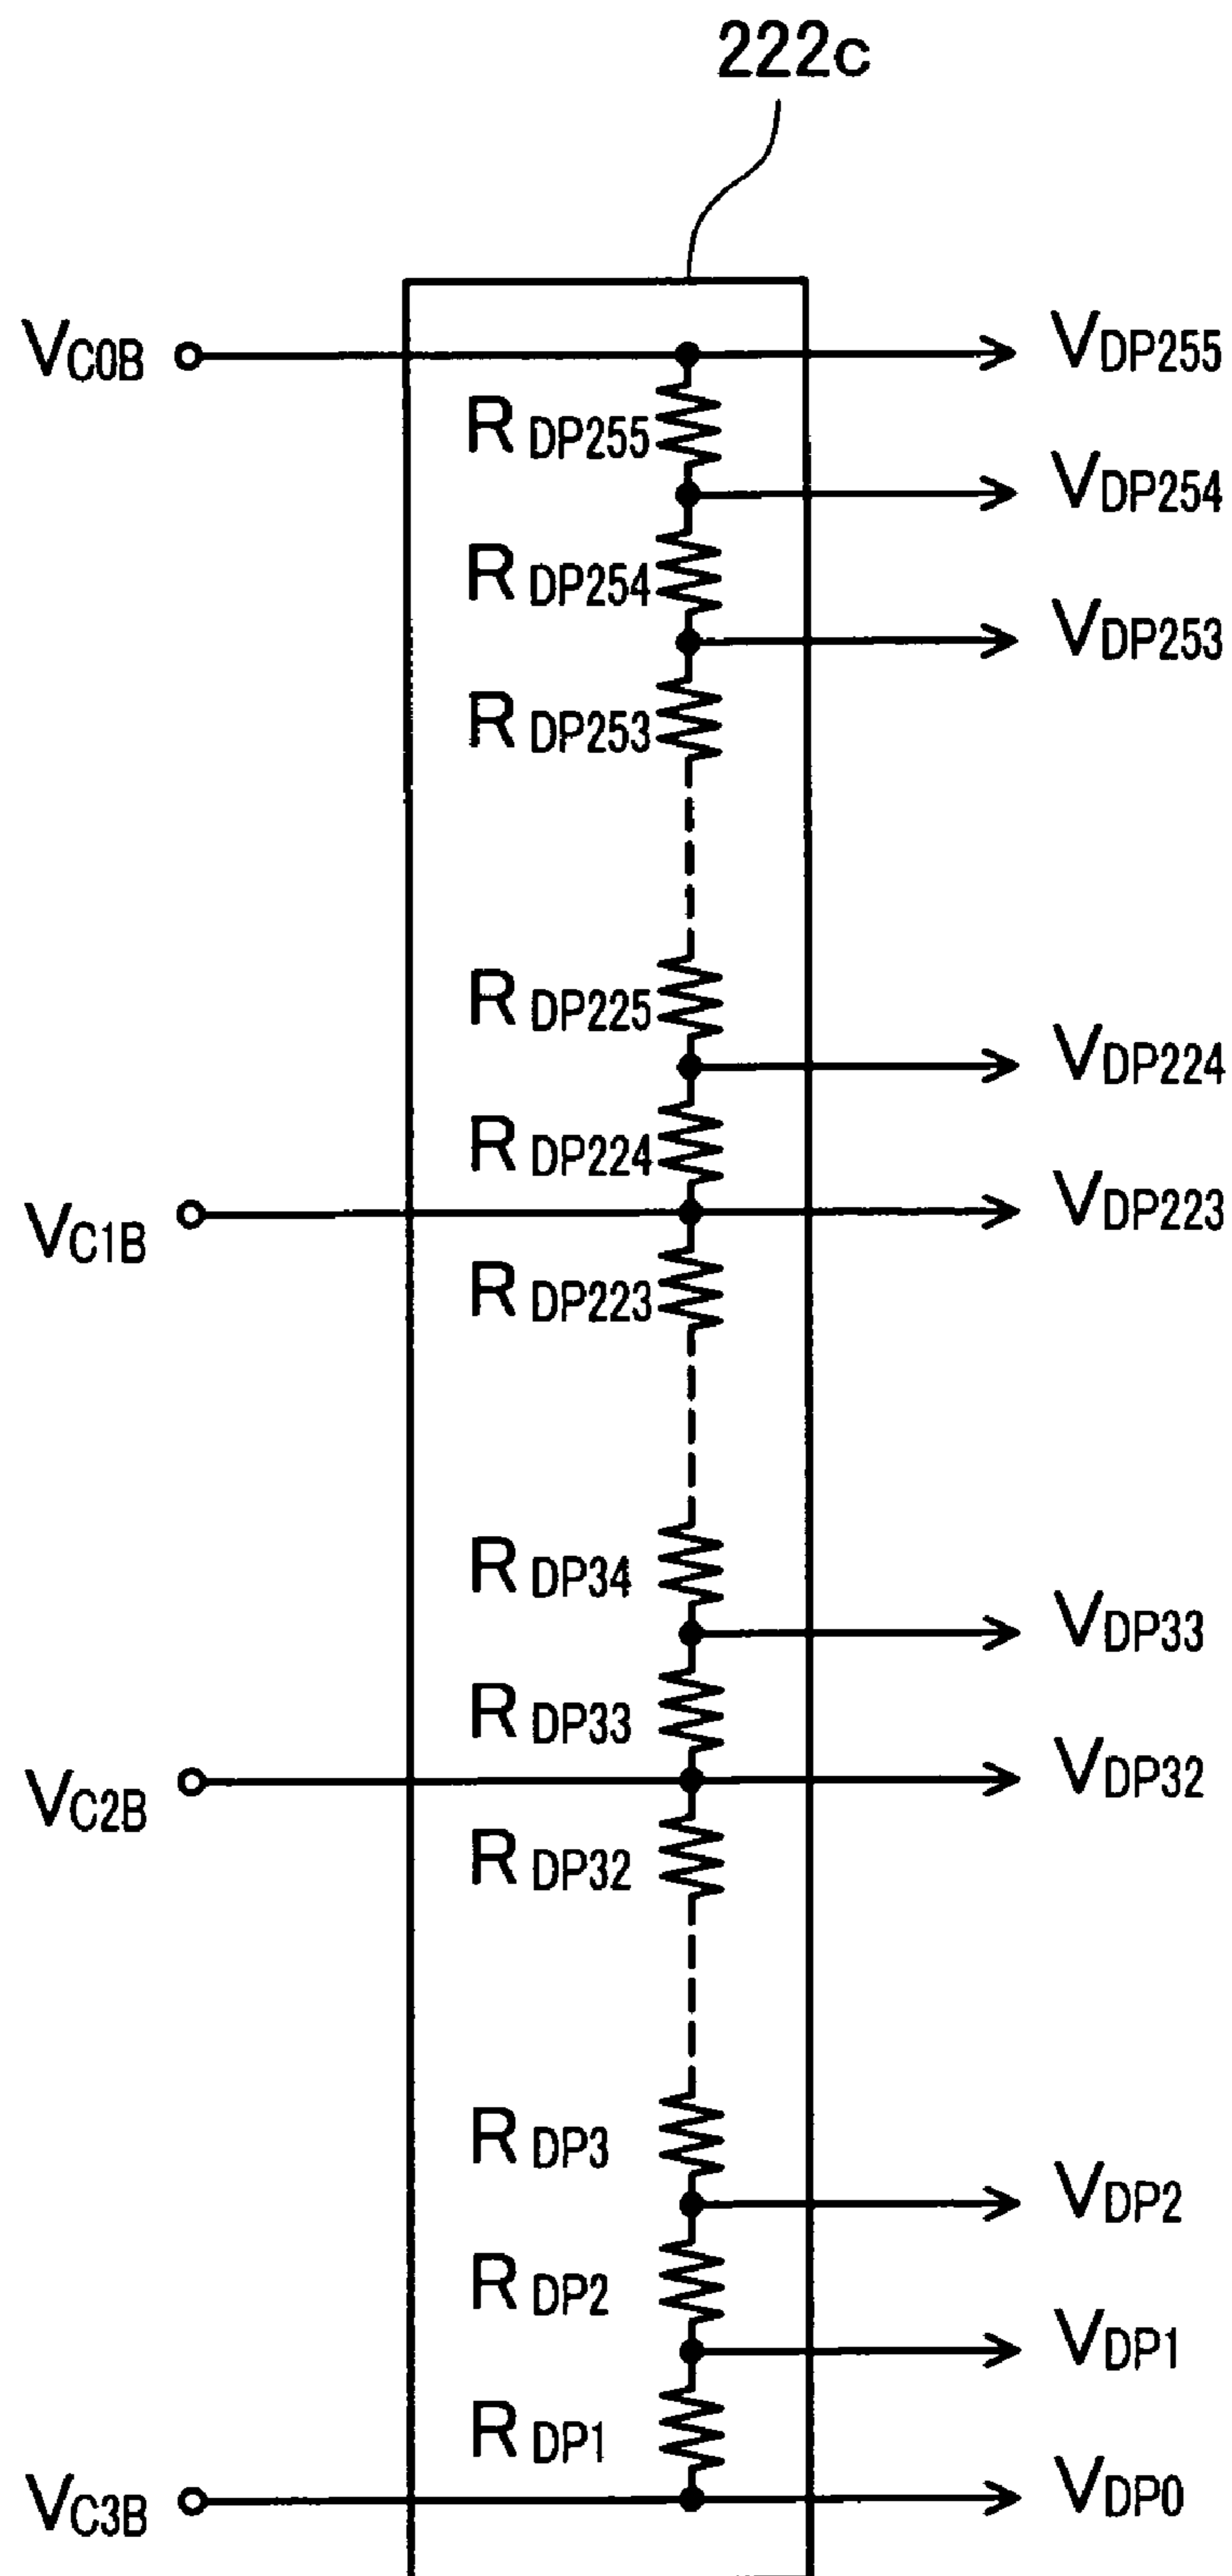 222c
VC0B
VDP255
RDP255
VDP254
RDP254
VDP253
RDP253
RDP225
VDP224
RDP224
VC1B
VDP223
RDP223
RDP34
VDP33
RDP33
VC2B
VDP32
RDP32
RDP3
VDP2
RDP2
VDP1
RDP1
VC3B
VDP0